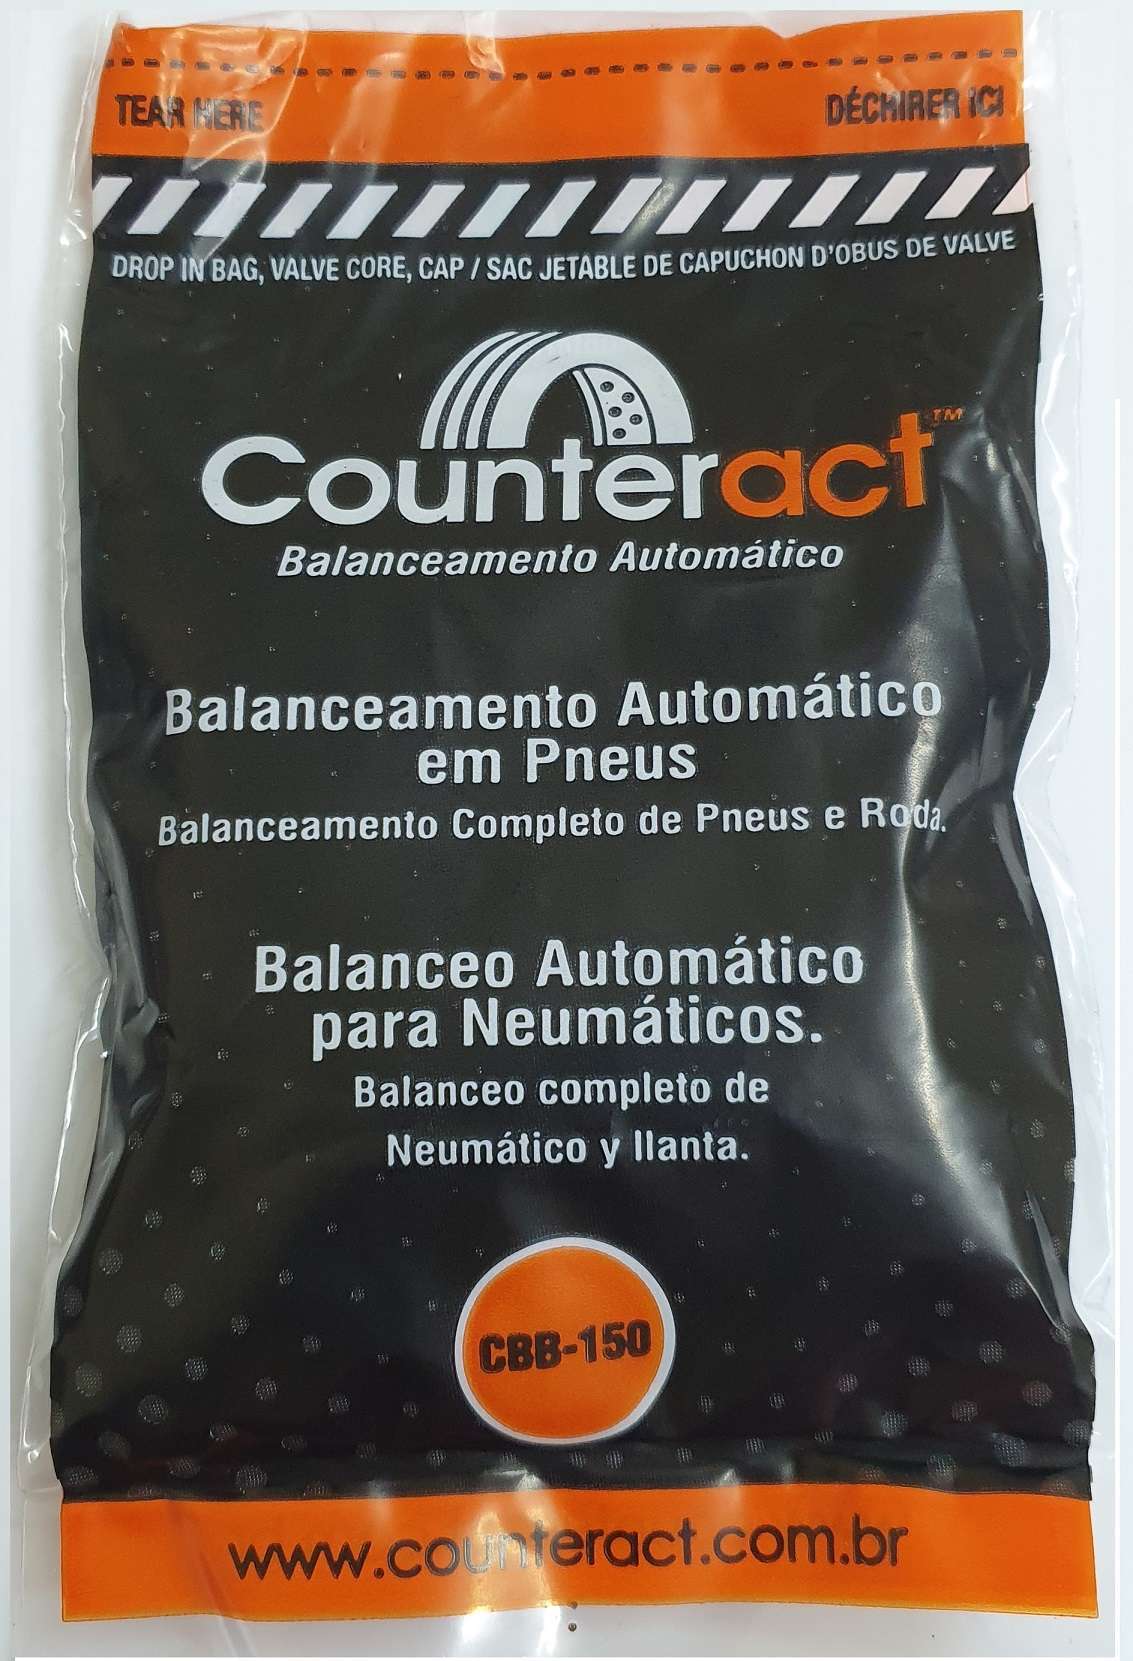 TEAR HERE DÉCHIRER ICI
DROP IN BAG, VALVE CORE, CAP / SAC JETABLE DE CAPUCHON D'OBUS DE VALVE
Counteract™
Balanceamento Automático
Balanceamento Automático
em Pneus
Balanceamento Completo de Pneus e Roda.
Balanceo Automático
para Neumáticos.
Balanceo completo de
Neumático y llanta.
CBB-150
www.counteract.com.br